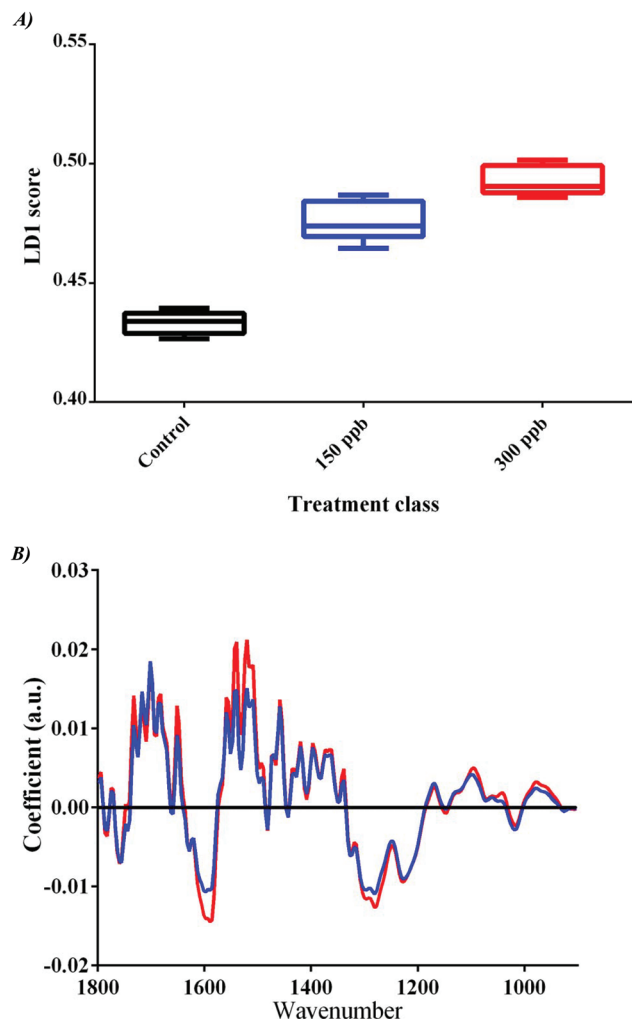 A)
0.55
0.50
0.45
0.40
LD1 score
Control
150 ppb
300 ppb
Treatment class
B)
0.03
0.02
0.01
0.00
-0.01
-0.02
Coefficient (a.u.)
1800 1600 1400 1200 1000
Wavenumber